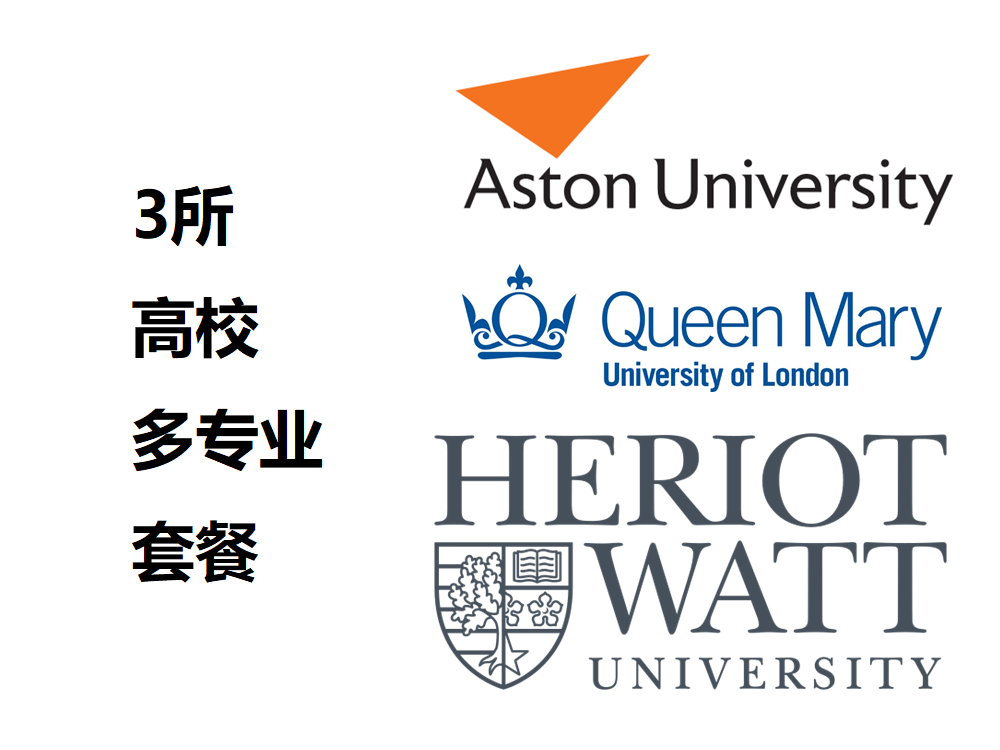 3所
高校
多专业
套餐
Aston University
Queen Mary
University of London
HERIOT
WATT
UNIVERSITY